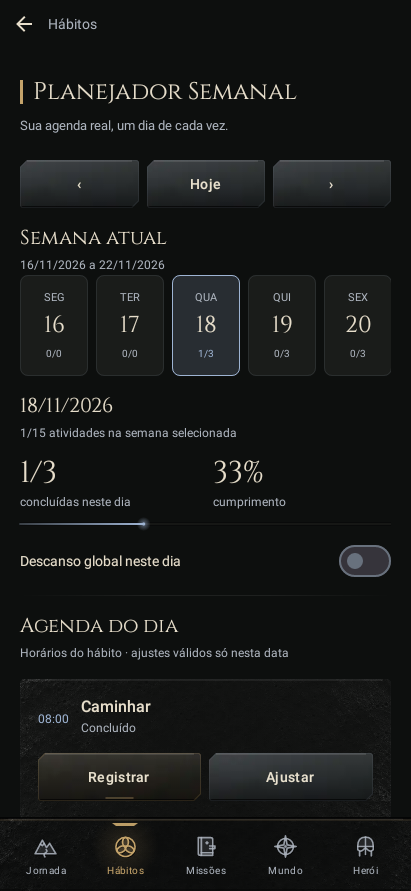 Hábitos
Planejador Semanal
Sua agenda real, um dia de cada vez.
‹ Hoje ›
Semana atual
16/11/2026 a 22/11/2026
SEG TER QUA QUI SEX
16 17 18 19 20
0/0 0/0 1/3 0/3 0/3
18/11/2026
1/15 atividades na semana selecionada
1/3 33%
concluídas neste dia cumprimento
Descanso global neste dia
Agenda do dia
Horários do hábito · ajustes válidos só nesta data
08:00 Caminhar
Concluído
Registrar Ajustar
Jornada Hábitos Missões Mundo Herói